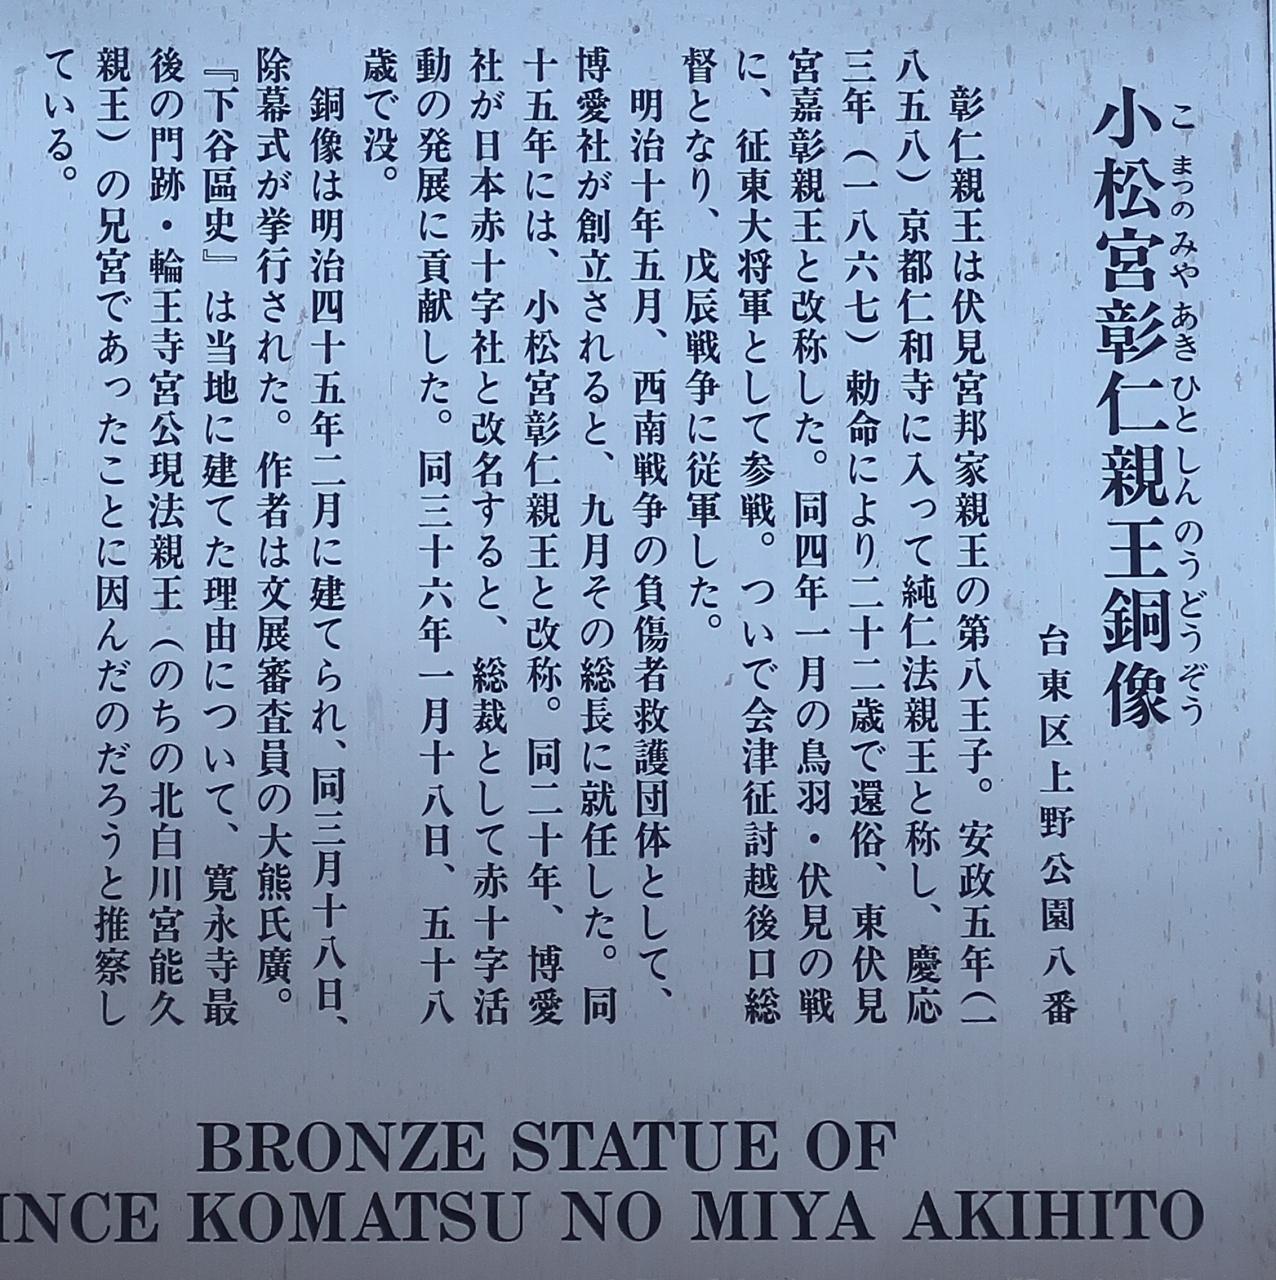 小松宮彰仁親王銅像
こまつのみやあきひとしんのうどうぞう
台東区上野公園八番
彰仁親王は伏見宮邦家親王の第八王子。安政五年（一
八五八）京都仁和寺に入って純仁法親王と称し、慶応
三年（一八六七）勅命により二十二歳で還俗、東伏見
宮嘉彰親王と改称した。同四年一月の鳥羽・伏見の戦
に、征東大将軍として参戦。ついで会津征討越後口総
督となり、戊辰戦争に従軍した。
明治十年五月、西南戦争の負傷者救護団体として、
博愛社が創立されると、九月その総長に就任した。同
十五年には、小松宮彰仁親王と改称。同二十年、博愛
社が日本赤十字社と改名すると、総裁として赤十字活
動の発展に貢献した。同三十六年一月十八日、五十八
歳で没。
銅像は明治四十五年二月に建てられ、同三月十八日、
除幕式が挙行された。作者は文展審査員の大熊氏廣。
『下谷區史』は当地に建てた理由について、寛永寺最
後の門跡・輪王寺宮公現法親王（のちの北白川宮能久
親王）の兄宮であったことに因んだのだろうと推察し
ている。
BRONZE STATUE OF
INCE KOMATSU NO MIYA AKIHITO